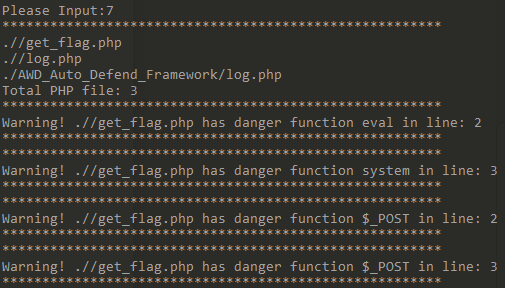 Please Input:7
*******************************************************
.//get_flag.php
.//log.php
./AWD_Auto_Defend_Framework/log.php
Total PHP file: 3
*******************************************************
Warning! .//get_flag.php has danger function eval in line: 2
*******************************************************
*******************************************************
Warning! .//get_flag.php has danger function system in line: 3
*******************************************************
*******************************************************
Warning! .//get_flag.php has danger function $_POST in line: 2
*******************************************************
*******************************************************
Warning! .//get_flag.php has danger function $_POST in line: 3
*******************************************************